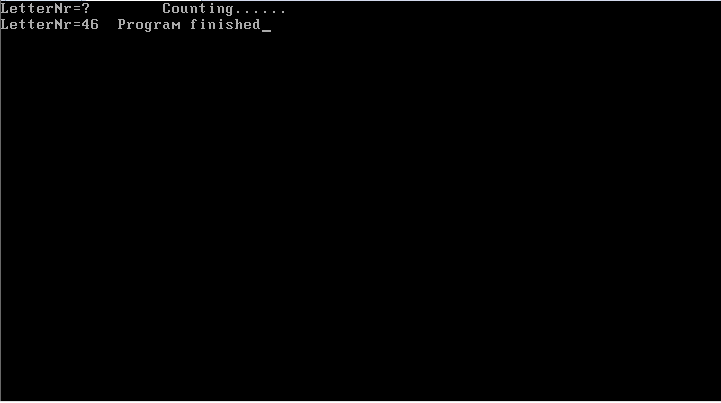 LetterNr=?        Counting......
LetterNr=46  Program finished_